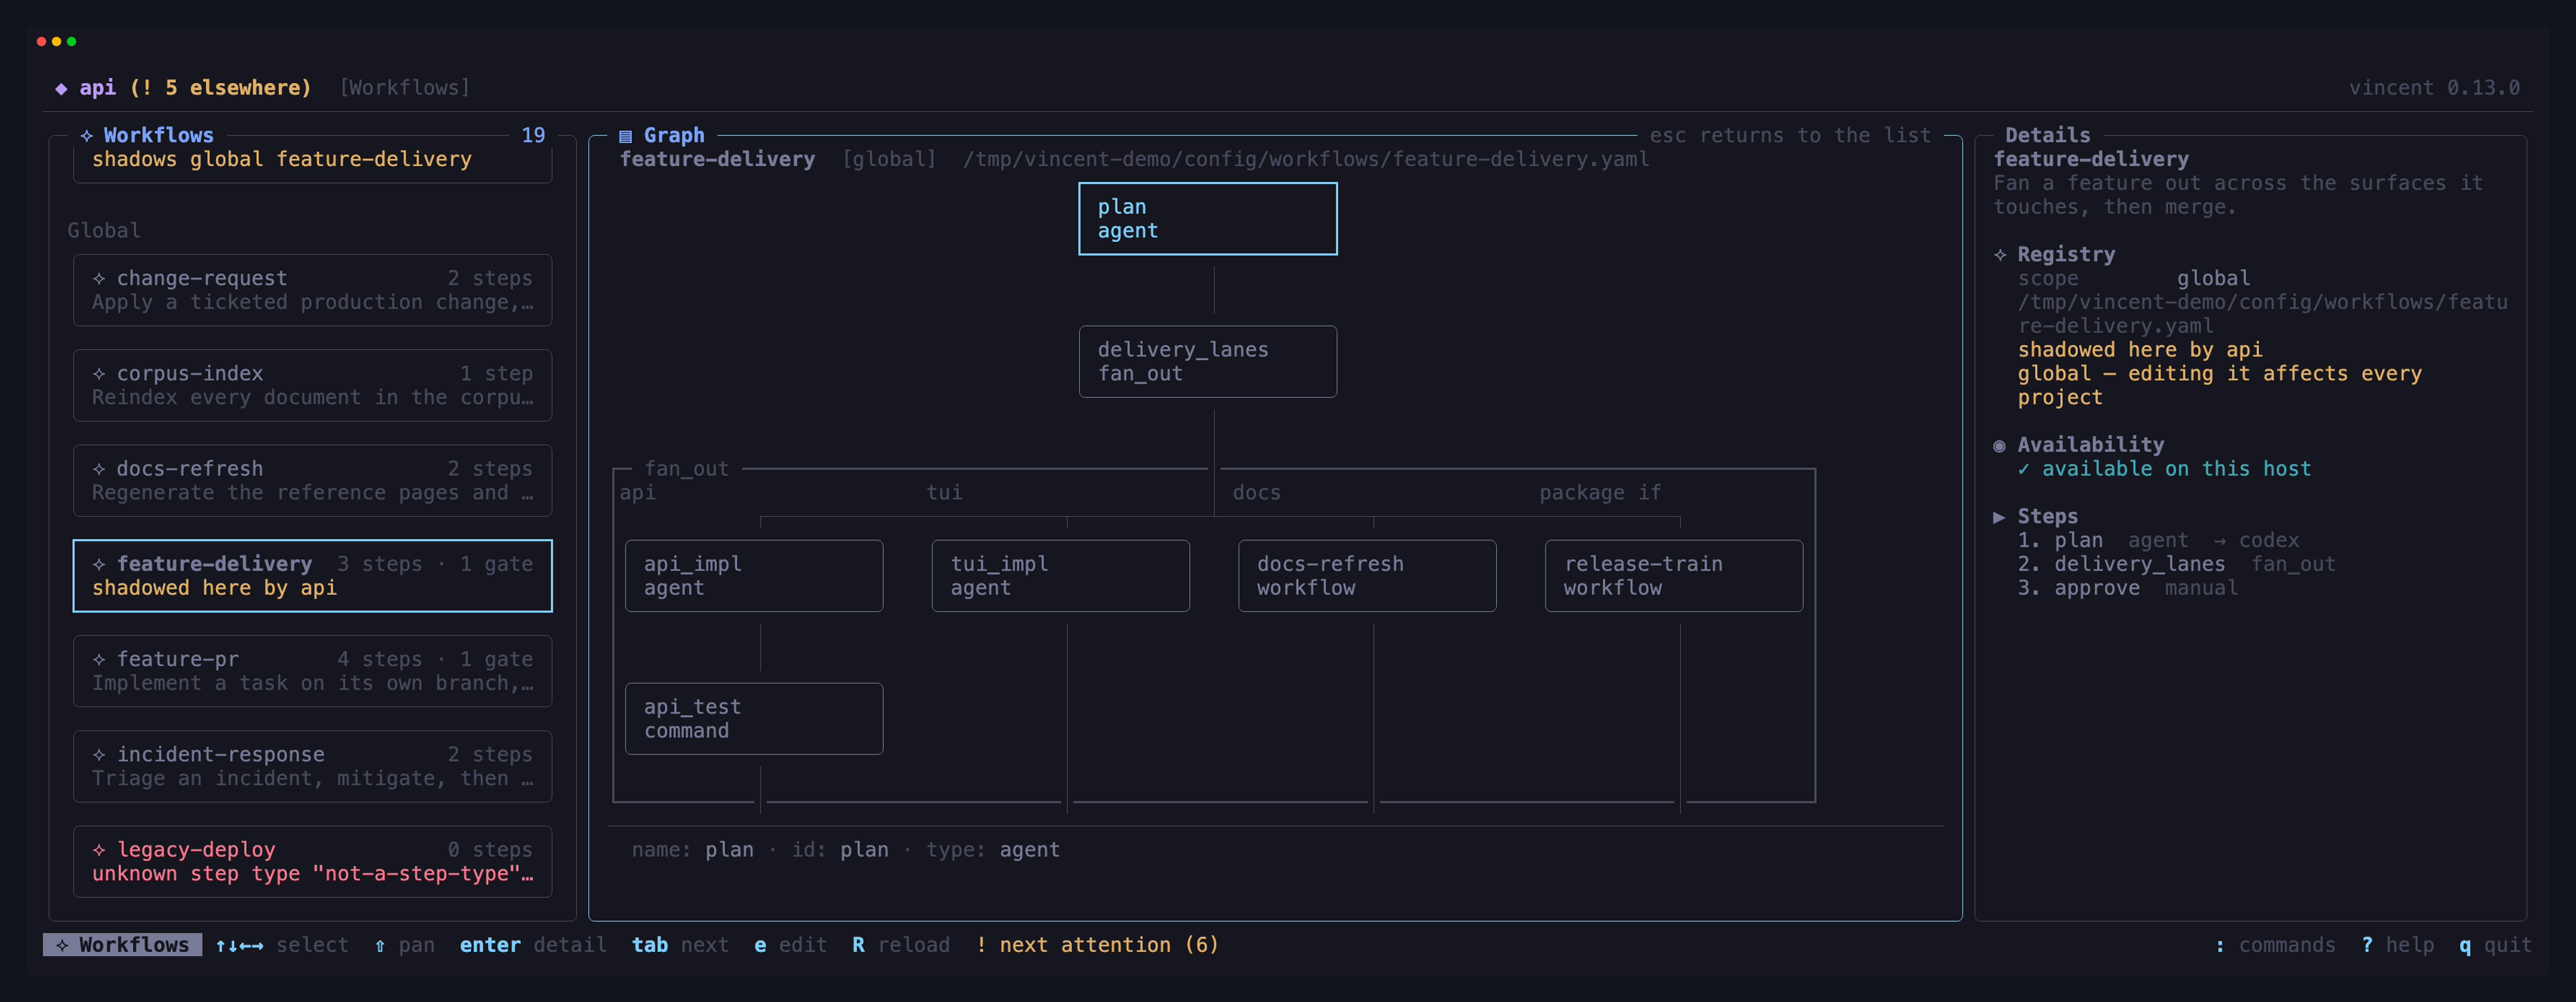 ◆ api (! 5 elsewhere) [Workflows] vincent 0.13.0
✧ Workflows 19
shadows global feature-delivery
Global
✧ change-request 2 steps
Apply a ticketed production change,…
✧ corpus-index 1 step
Reindex every document in the corpu…
✧ docs-refresh 2 steps
Regenerate the reference pages and …
✧ feature-delivery 3 steps · 1 gate
shadowed here by api
✧ feature-pr 4 steps · 1 gate
Implement a task on its own branch,…
✧ incident-response 2 steps
Triage an incident, mitigate, then …
✧ legacy-deploy 0 steps
unknown step type "not-a-step-type"…
▤ Graph esc returns to the list
feature-delivery [global] /tmp/vincent-demo/config/workflows/feature-delivery.yaml
plan
agent
delivery_lanes
fan_out
fan_out
api tui docs package if
api_impl tui_impl docs-refresh release-train
agent agent workflow workflow
api_test
command
name: plan · id: plan · type: agent
Details
feature-delivery
Fan a feature out across the surfaces it
touches, then merge.
✧ Registry
scope global
/tmp/vincent-demo/config/workflows/featu
re-delivery.yaml
shadowed here by api
global — editing it affects every
project
◉ Availability
✓ available on this host
▶ Steps
1. plan agent → codex
2. delivery_lanes fan_out
3. approve manual
✧ Workflows ↑↓←→ select ⇧ pan enter detail tab next e edit R reload ! next attention (6) : commands ? help q quit